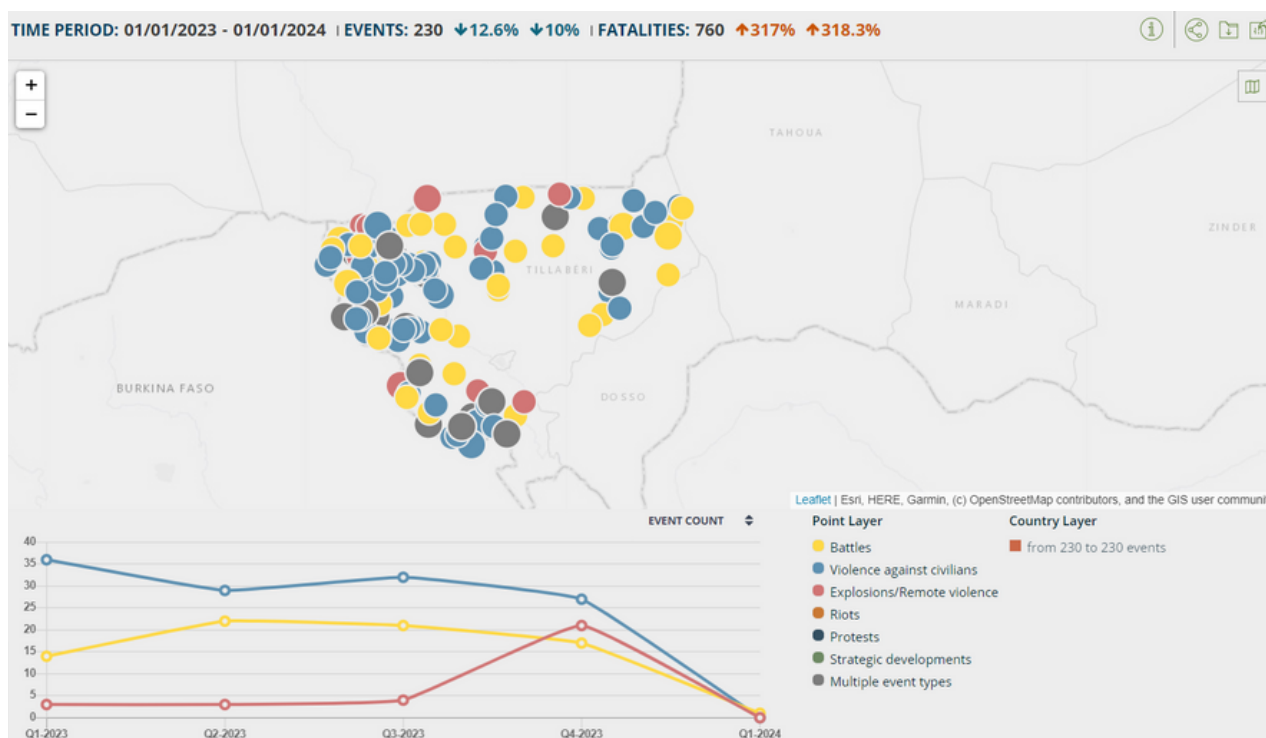 TIME PERIOD: 01/01/2023 - 01/01/2024 | EVENTS: 230 ↓12.6% ↓10% | FATALITIES: 760 ↑317% ↑318.3%
+
−
TAHOUA
ZINDER
TILLABÉRI
MARADI
BURKINA FASO
DOSSO
Leaflet | Esri, HERE, Garmin, (c) OpenStreetMap contributors, and the GIS user communi
EVENT COUNT
Point Layer
Country Layer
Battles
from 230 to 230 events
Violence against civilians
Explosions/Remote violence
Riots
Protests
Strategic developments
Multiple event types
40
35
30
25
20
15
10
5
0
Q1-2023
Q2-2023
Q3-2023
Q4-2023
Q1-2024